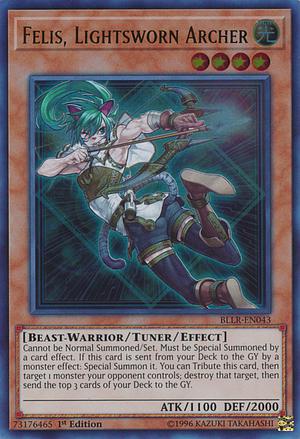 Felis, Lightsworn Archer
光
BLLR-EN043
[Beast-Warrior/Tuner/Effect]
Cannot be Normal Summoned/Set. Must be Special Summoned
by a card effect. If this card is sent from your Deck to the GY by a
monster effect: Special Summon it. You can Tribute this card, then
target 1 monster your opponent controls; destroy that target, then
send the top 3 cards of your Deck to the GY.
ATK/1100 DEF/2000
73176465 1st Edition ©1996 KAZUKI TAKAHASHI